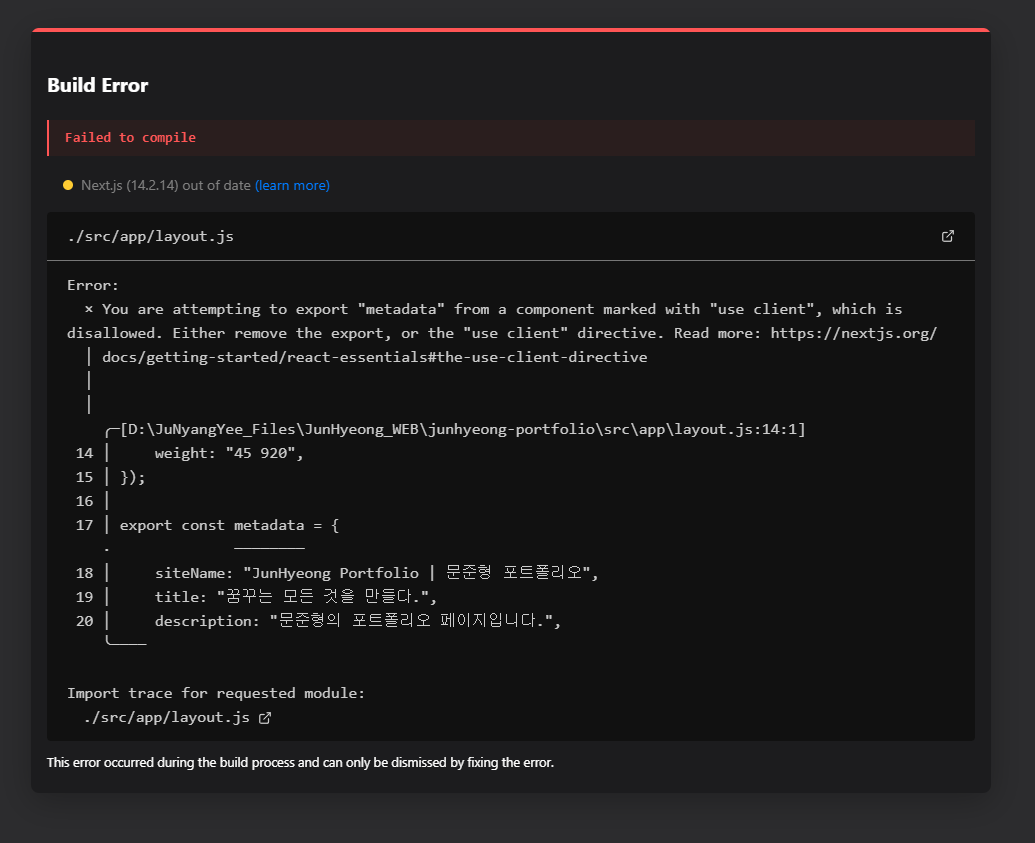 Build Error
Failed to compile
Next.js (14.2.14) out of date (learn more)
./src/app/layout.js
Error:
× You are attempting to export "metadata" from a component marked with "use client", which is
disallowed. Either remove the export, or the "use client" directive. Read more: https://nextjs.org/
│ docs/getting-started/react-essentials#the-use-client-directive
│
│
╭─[D:\JuNyangYee_Files\JunHyeong_WEB\junhyeong-portfolio\src\app\layout.js:14:1]
14 │ weight: "45 920",
15 │ });
16 │
17 │ export const metadata = {
· ────────
18 │ siteName: "JunHyeong Portfolio | 문준형 포트폴리오",
19 │ title: "꿈꾸는 모든 것을 만들다.",
20 │ description: "문준형의 포트폴리오 페이지입니다.",
╰────
Import trace for requested module:
./src/app/layout.js
This error occurred during the build process and can only be dismissed by fixing the error.